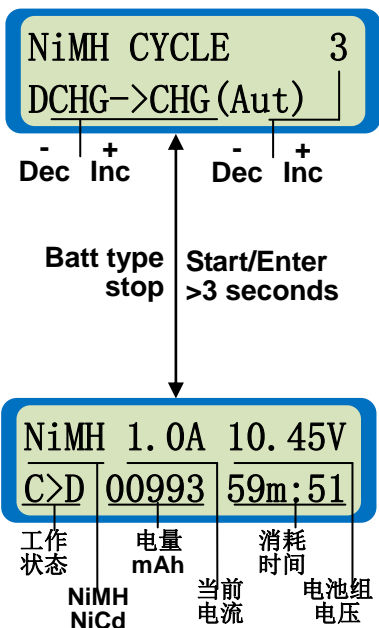 NiMH CYCLE 3
DCHG->CHG(Aut)
- + - +
Dec Inc Dec Inc
Batt type Start/Enter
stop >3 seconds
NiMH 1.0A 10.45V
C>D 00993 59m:51
工作 电量 消耗
状态 mAh 时间
NiMH 当前 电池组
NiCd 电流 电压